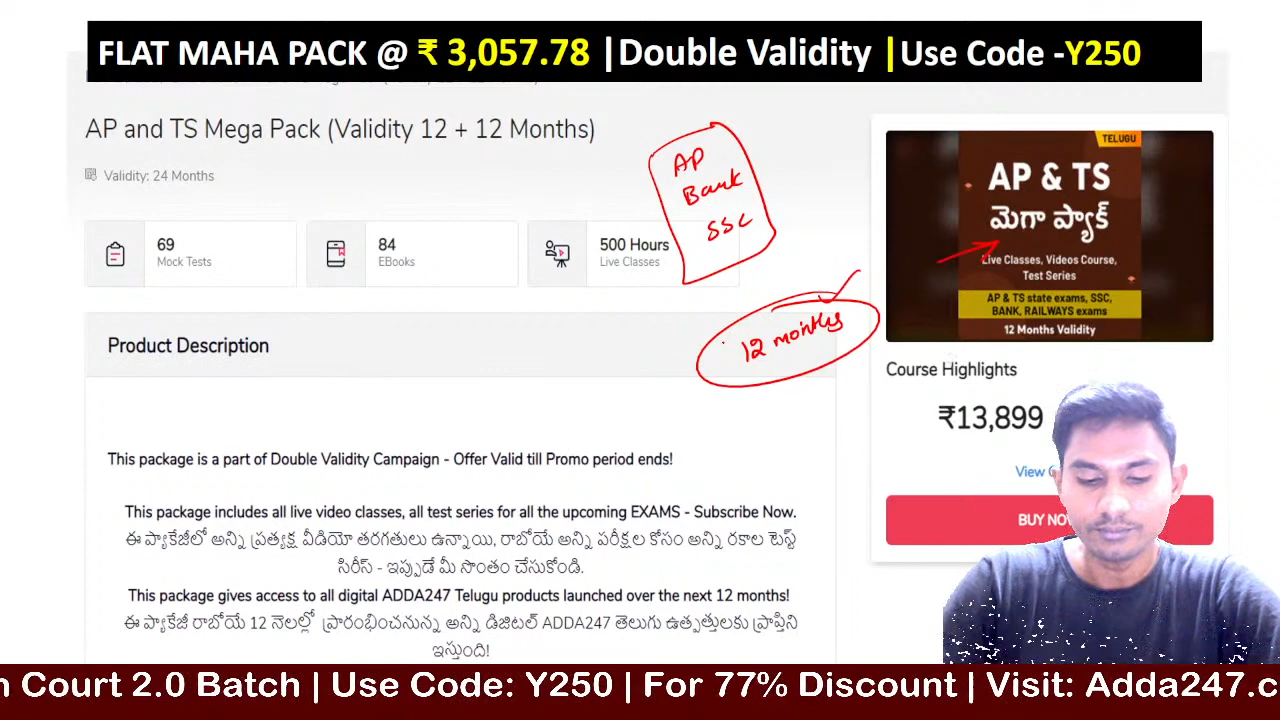 FLAT MAHA PACK @ ₹ 3,057.78 |Double Validity |Use Code -Y250
AP and TS Mega Pack (Validity 12 + 12 Months)
Validity: 24 Months
69
Mock Tests
84
EBooks
500 Hours
Live Classes
AP
Bank
SSC
12 months
Product Description
This package is a part of Double Validity Campaign - Offer Valid till Promo period ends!
This package includes all live video classes, all test series for all the upcoming EXAMS - Subscribe Now.
ఈ ప్యాకేజీలో అన్ని ప్రత్యక్ష వీడియో తరగతులు ఉన్నాయి, రాబోయే అన్ని పరీక్షల కోసం అన్ని రకాల టెస్ట్
సిరీస్ - ఇప్పుడే మీ సొంతం చేసుకోండి.
This package gives access to all digital ADDA247 Telugu products launched over the next 12 months!
ఈ ప్యాకేజీ రాబోయే 12 నెలల్లో ప్రారంభించనున్న అన్ని డిజిటల్ ADDA247 తెలుగు ఉత్పత్తులకు ప్రాప్తిని
ఇస్తుంది!
TELUGU
AP & TS
మెగా ప్యాక్
Live Classes, Videos Course,
Test Series
AP & TS state exams, SSC,
BANK, RAILWAYS exams
12 Months Validity
Course Highlights
₹13,899
View
BUY NOW
n Court 2.0 Batch | Use Code: Y250 | For 77% Discount | Visit: Adda247.c